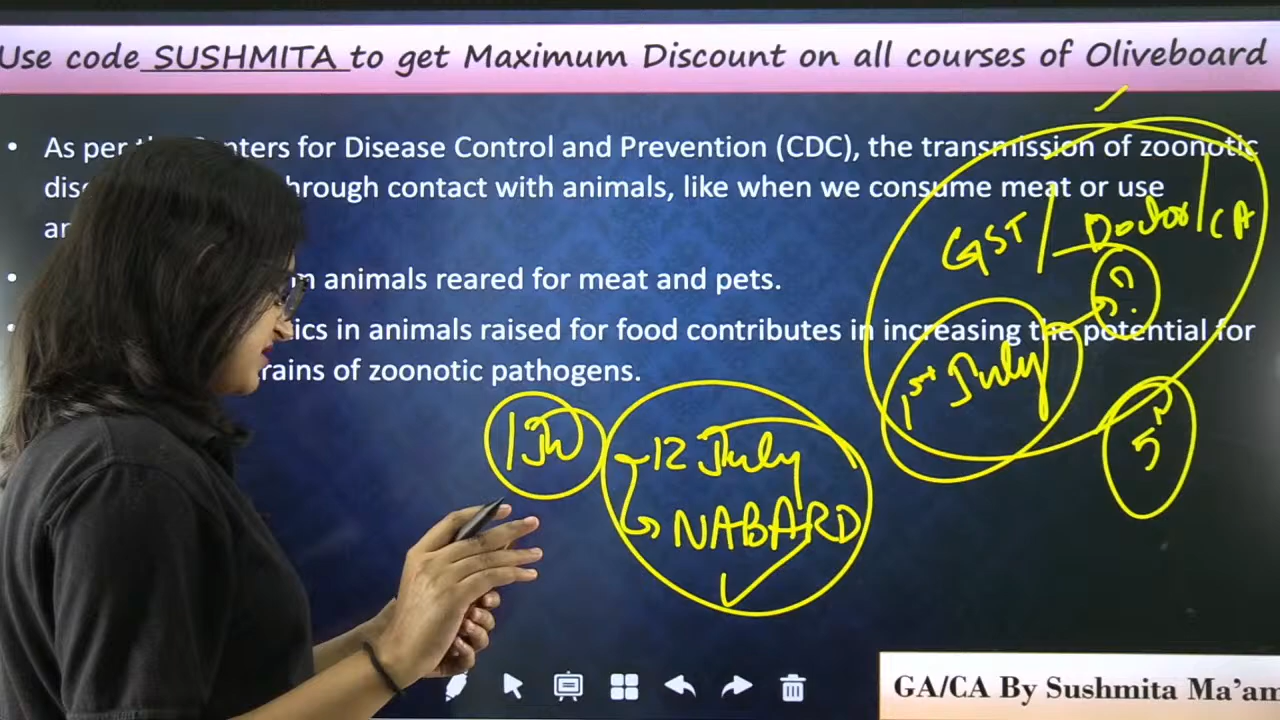 Use code SUSHMITA to get Maximum Discount on all courses of Oliveboard
• As per the Centers for Disease Control and Prevention (CDC), the transmission of zoonotic
through contact with animals, like when we consume meat or use
• animals reared for meat and pets.
• in animals raised for food contributes in increasing the potential for
of zoonotic pathogens.
GST / Doctor / CA
??
1st July
5
12 July
NABARD
GA/CA By Sushmita Ma'am